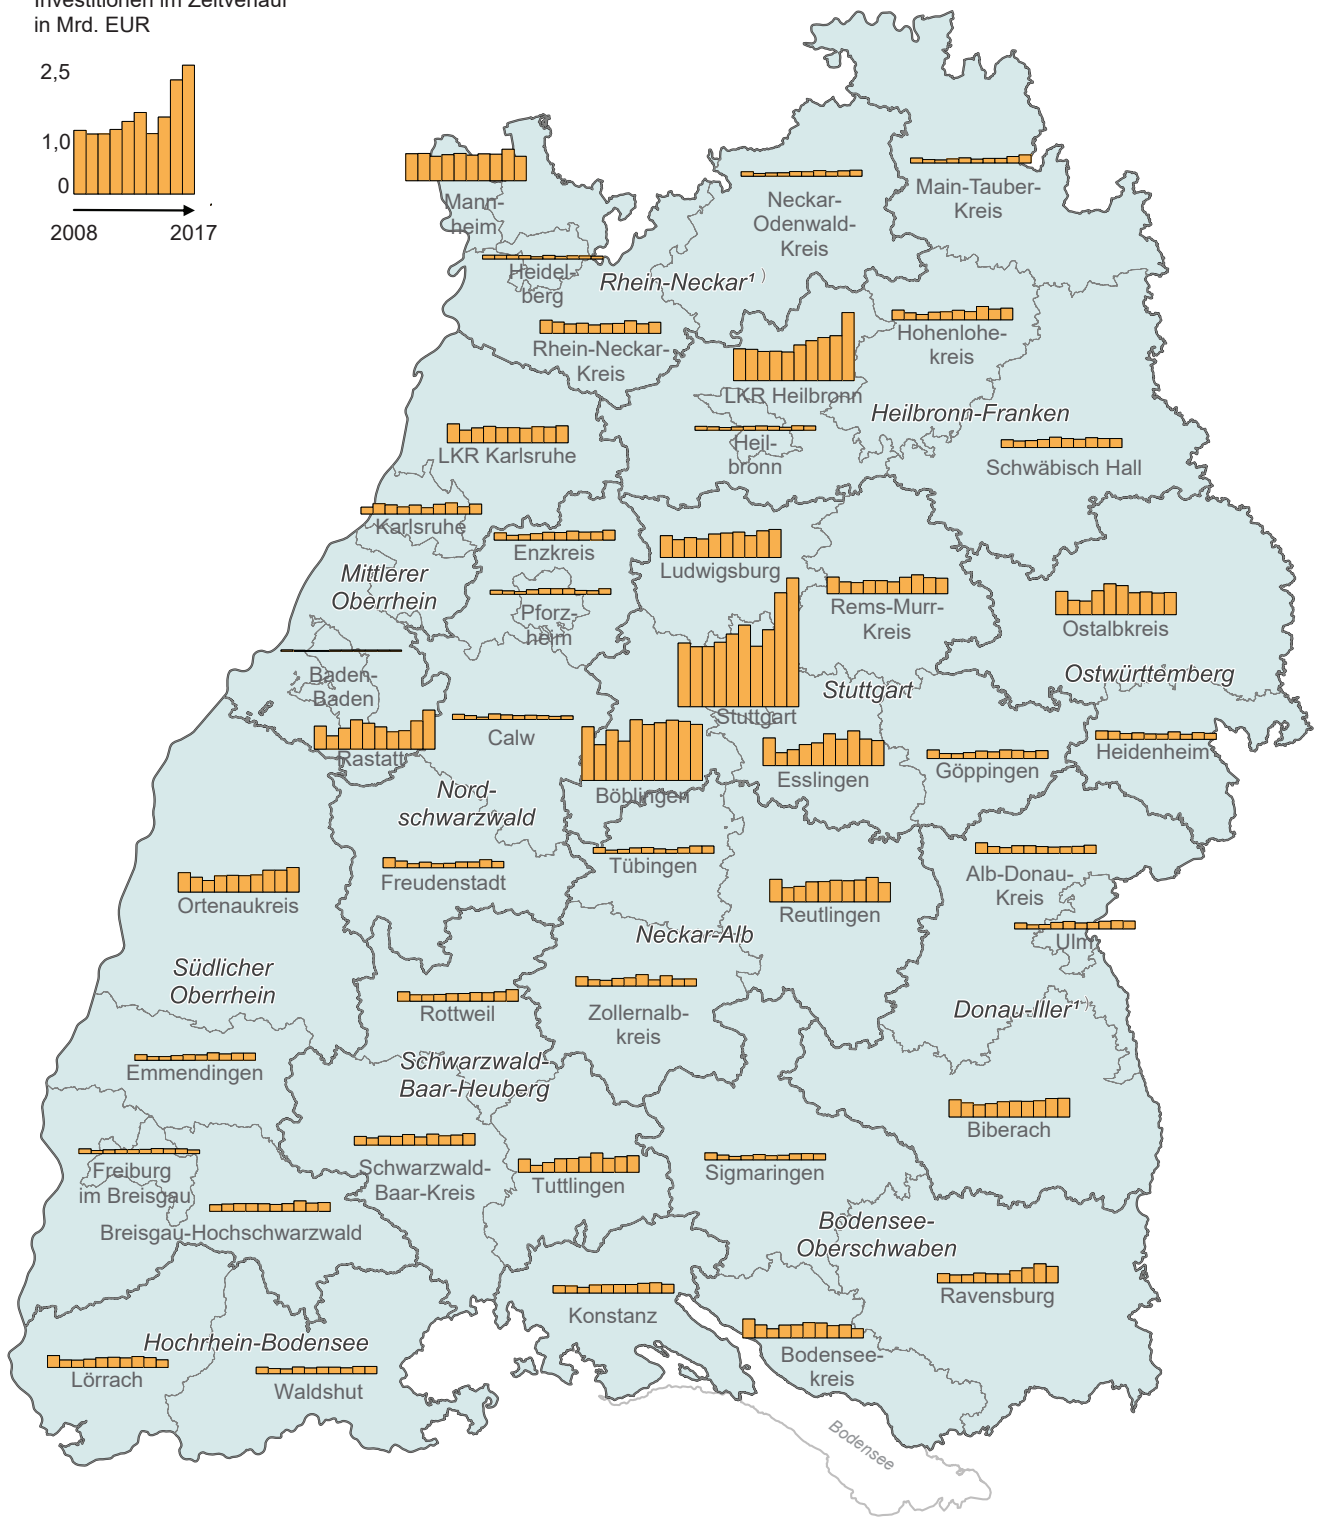 Investitionen im Zeitverlauf
in Mrd. EUR
2,5
1,0
0
2008
2017
Mann-
heim
Neckar-
Odenwald-
Kreis
Main-Tauber-
Kreis
Heidel-
berg
Rhein-Neckar¹⁾
Rhein-Neckar-
Kreis
Hohenlohe-
kreis
LKR Heilbronn
Heilbronn-Franken
LKR Karlsruhe
Heil-
bronn
Schwäbisch Hall
Karlsruhe
Enzkreis
Ludwigsburg
Mittlerer
Oberrhein
Pforz-
heim
Rems-Murr-
Kreis
Ostalbkreis
Baden-
Baden
Stuttgart
Ostwürttemberg
Stuttgart
Rastatt
Calw
Böblingen
Esslingen
Göppingen
Heidenheim
Nord-
schwarzwald
Tübingen
Freudenstadt
Alb-Donau-
Kreis
Ortenaukreis
Reutlingen
Neckar-Alb
Ulm
Südlicher
Oberrhein
Rottweil
Zollernalb-
kreis
Donau-Iller¹⁾
Schwarzwald-
Baar-Heuberg
Emmendingen
Biberach
Freiburg
im Breisgau
Schwarzwald-
Baar-Kreis
Tuttlingen
Sigmaringen
Breisgau-Hochschwarzwald
Bodensee-
Oberschwaben
Ravensburg
Konstanz
Hochrhein-Bodensee
Lörrach
Waldshut
Bodensee-
kreis
Bodensee